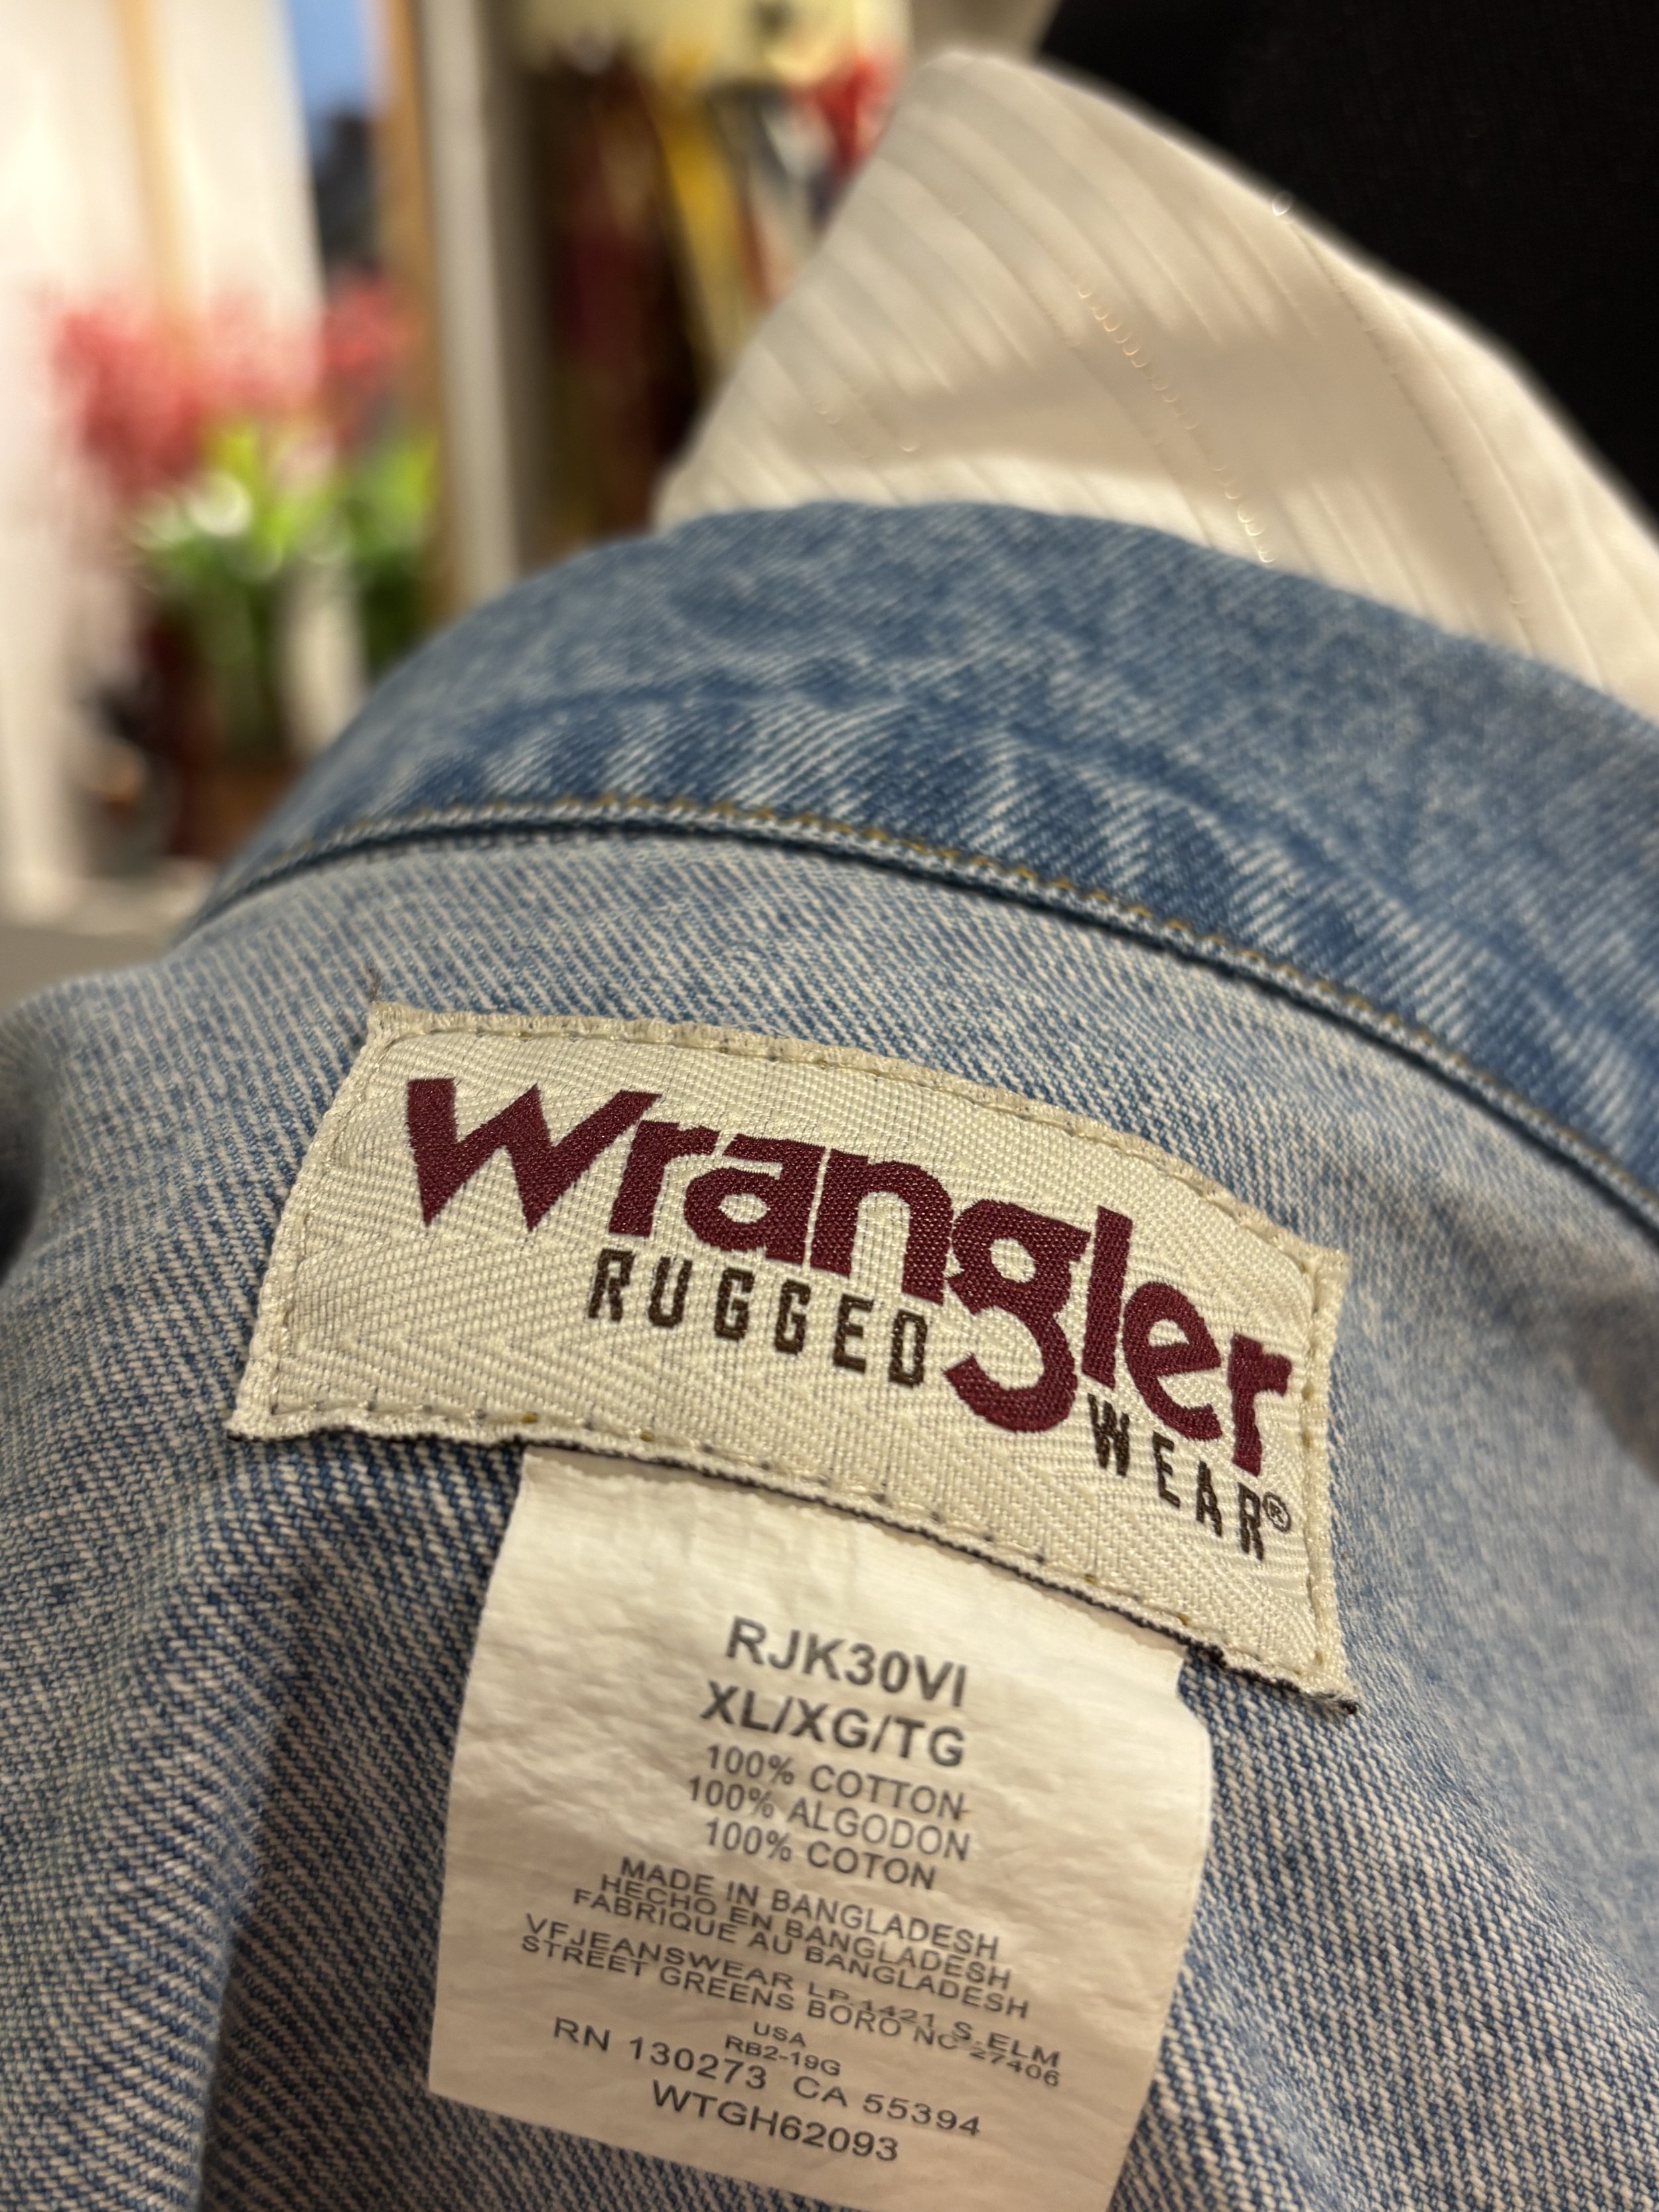 Wrangler
RUGGED WEAR®
RJK30VI
XL/XG/TG
100% COTTON
100% ALGODON
100% COTON
MADE IN BANGLADESH
HECHO EN BANGLADESH
FABRIQUE AU BANGLADESH
VF JEANSWEAR LP 1421 S. ELM
STREET GREENS BORO NC 27406
USA
RB2-19G
RN 130273 CA 55394
WTGH62093